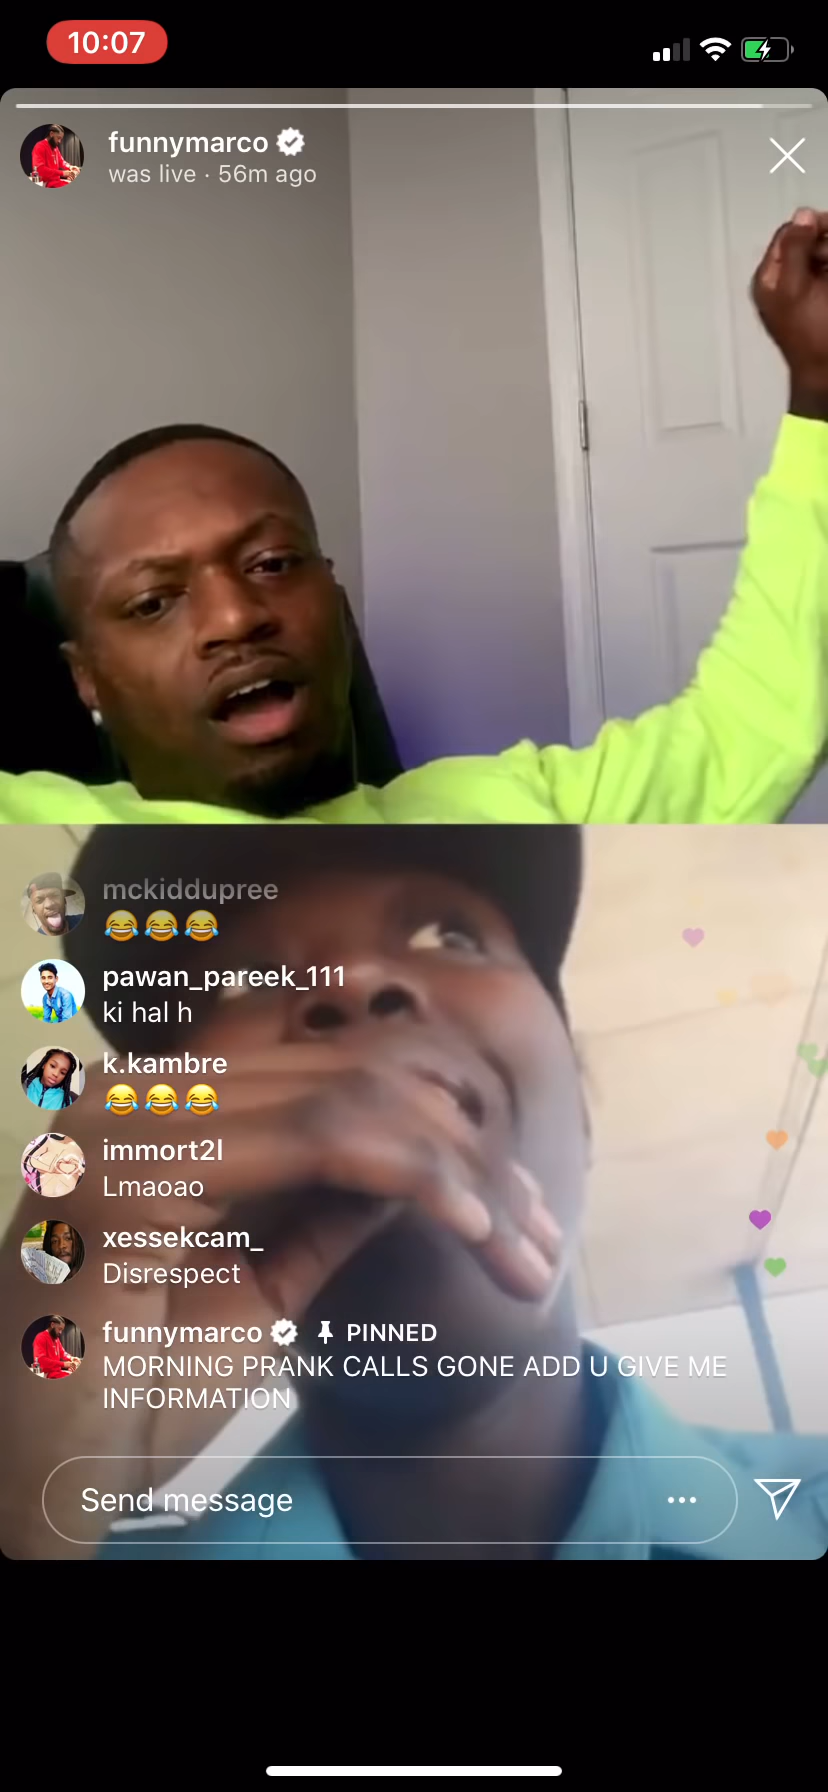 10:07
funnymarco
was live · 56m ago
mckiddupree
😂😂😂
pawan_pareek_111
ki hal h
k.kambre
😂😂😂
immort2l
Lmaoao
xessekcam_
Disrespect
funnymarco PINNED
MORNING PRANK CALLS GONE ADD U GIVE ME
INFORMATION
Send message